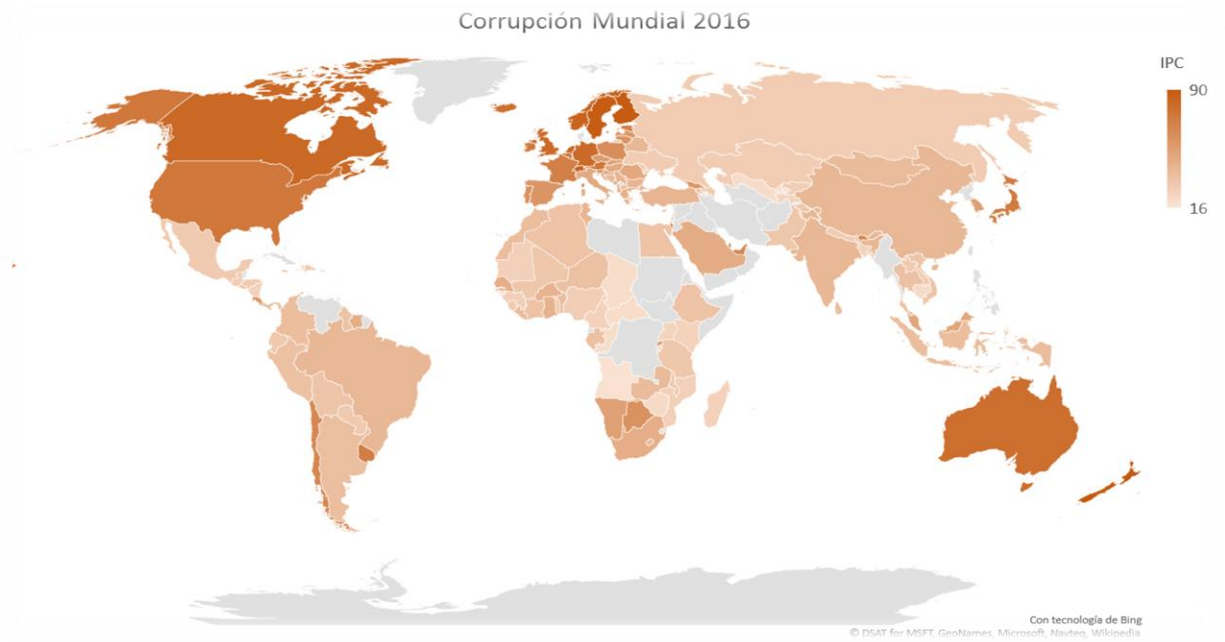 Corrupción Mundial 2016
IPC
90
16
Con tecnología de Bing
© DSAT for MSFT, GeoNames, Microsoft, Navteq, Wikipedia